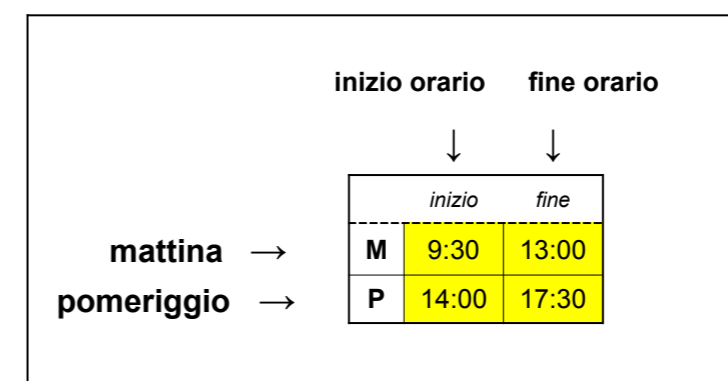 inizio orario fine orario
↓ ↓
inizio fine
mattina → M 9:30 13:00
pomeriggio → P 14:00 17:30